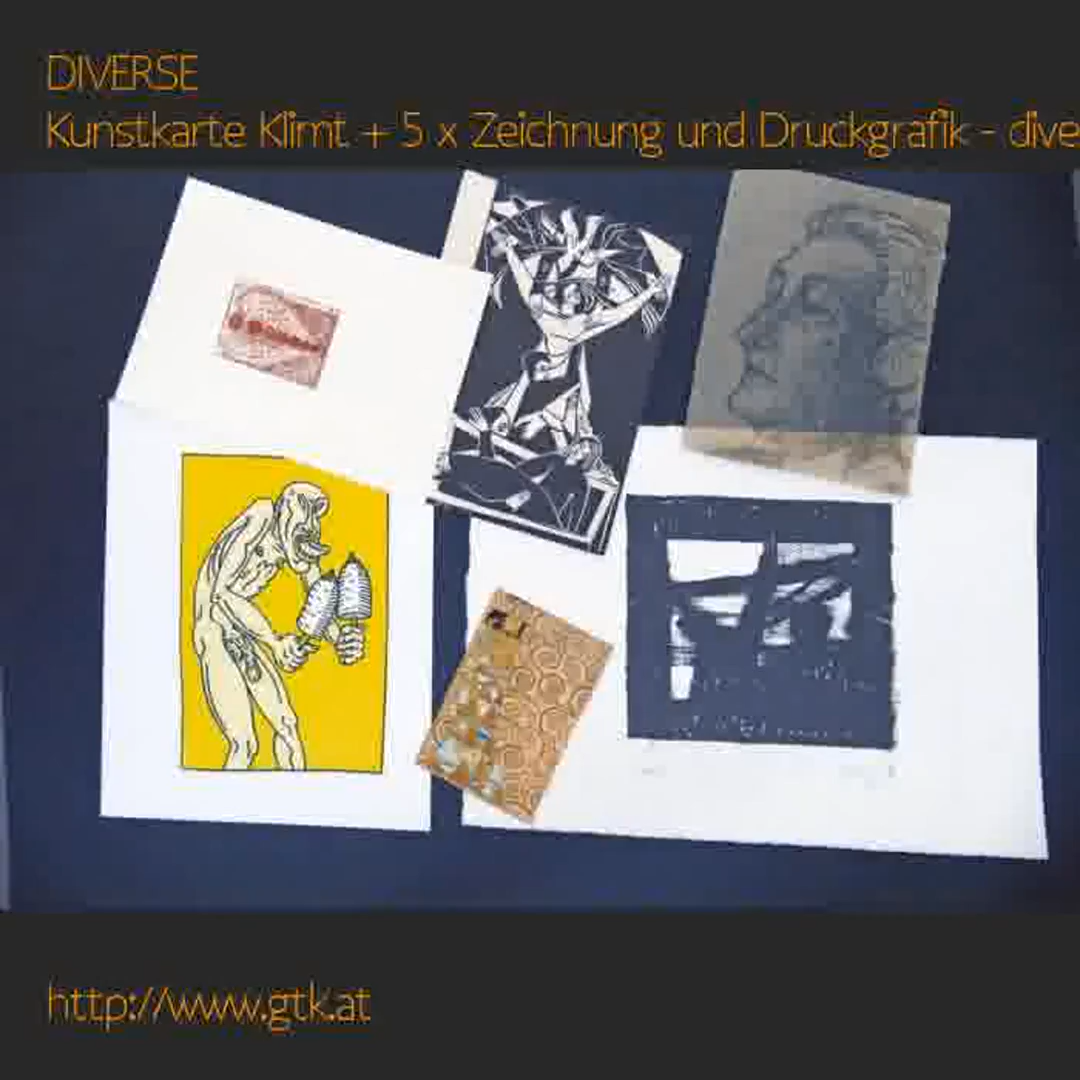 DIVERSE
Kunstkarte Klimt + 5 x Zeichnung und Druckgrafik - dive
http://www.gtk.at